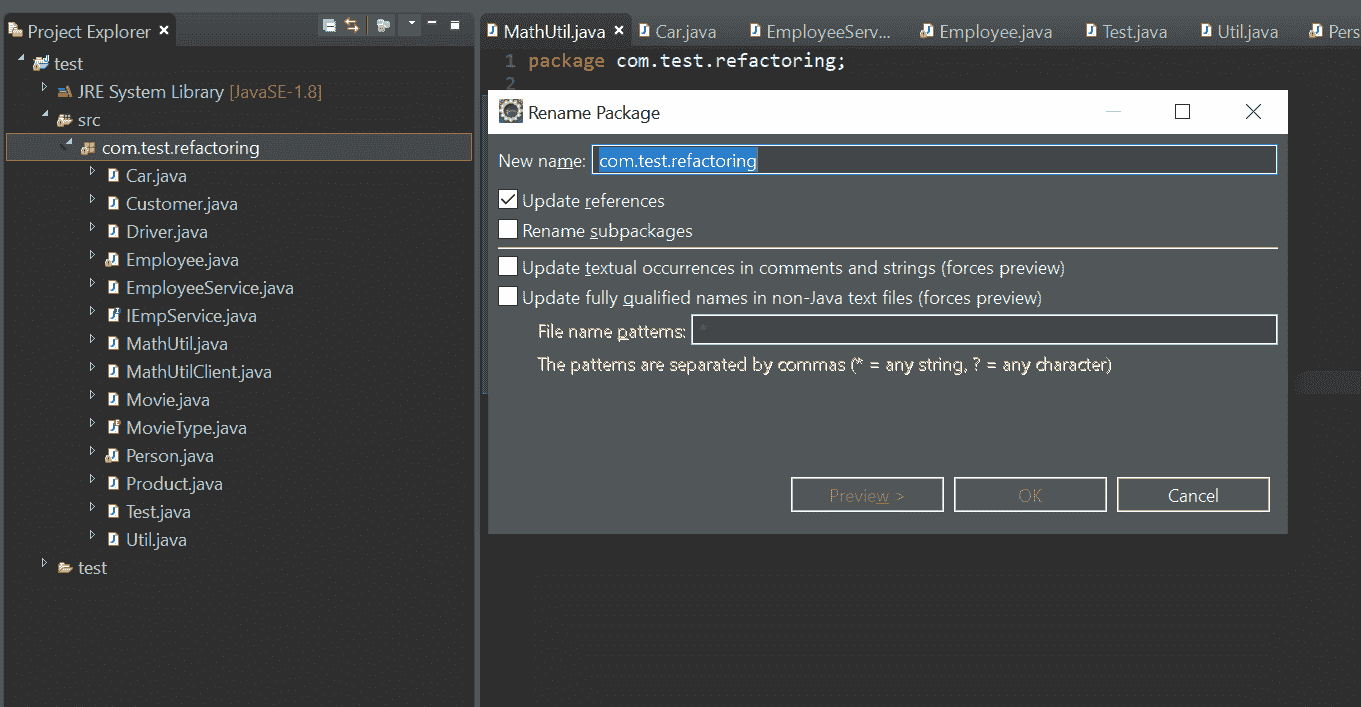 Project Explorer
test
JRE System Library [JavaSE-1.8]
src
com.test.refactoring
Car.java
Customer.java
Driver.java
Employee.java
EmployeeService.java
IEmpService.java
MathUtil.java
MathUtilClient.java
Movie.java
MovieType.java
Person.java
Product.java
Test.java
Util.java
test
MathUtil.java Car.java EmployeeServ... Employee.java Test.java Util.java Pers
1 package com.test.refactoring;
2
Rename Package
New name: com.test.refactoring
Update references
Rename subpackages
Update textual occurrences in comments and strings (forces preview)
Update fully qualified names in non-Java text files (forces preview)
File name patterns: *
The patterns are separated by commas (* = any string, ? = any character)
Preview > OK Cancel